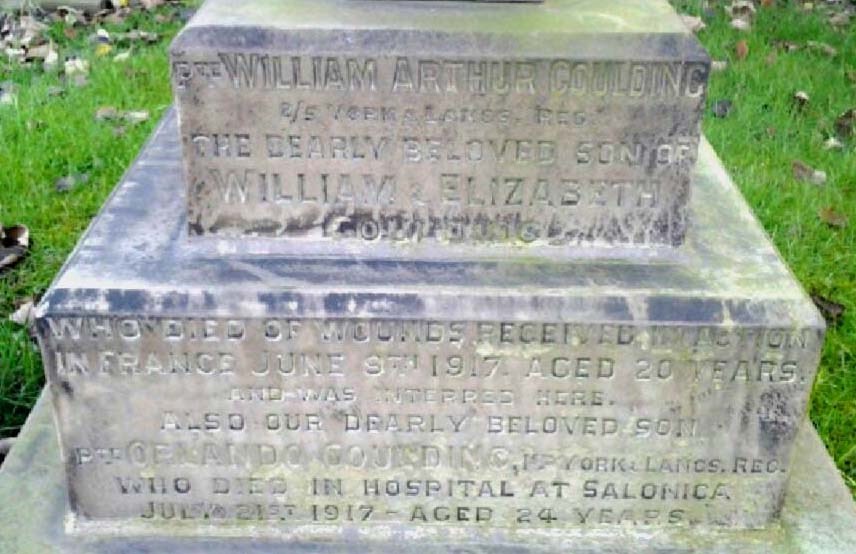 PTE WILLIAM ARTHUR GOULDING
2/5 YORK & LANCS. REG.
THE DEARLY BELOVED SON OF
WILLIAM & ELIZABETH
GOULDING
WHO DIED OF WOUNDS RECEIVED IN ACTION
IN FRANCE JUNE 9TH 1917. AGED 20 YEARS.
AND WAS INTERRED HERE.
ALSO OUR DEARLY BELOVED SON
PTE ORLANDO GOULDING, YORK & LANCS. REG.
WHO DIED IN HOSPITAL AT SALONICA
JULY 21ST 1917 - AGED 24 YEARS.